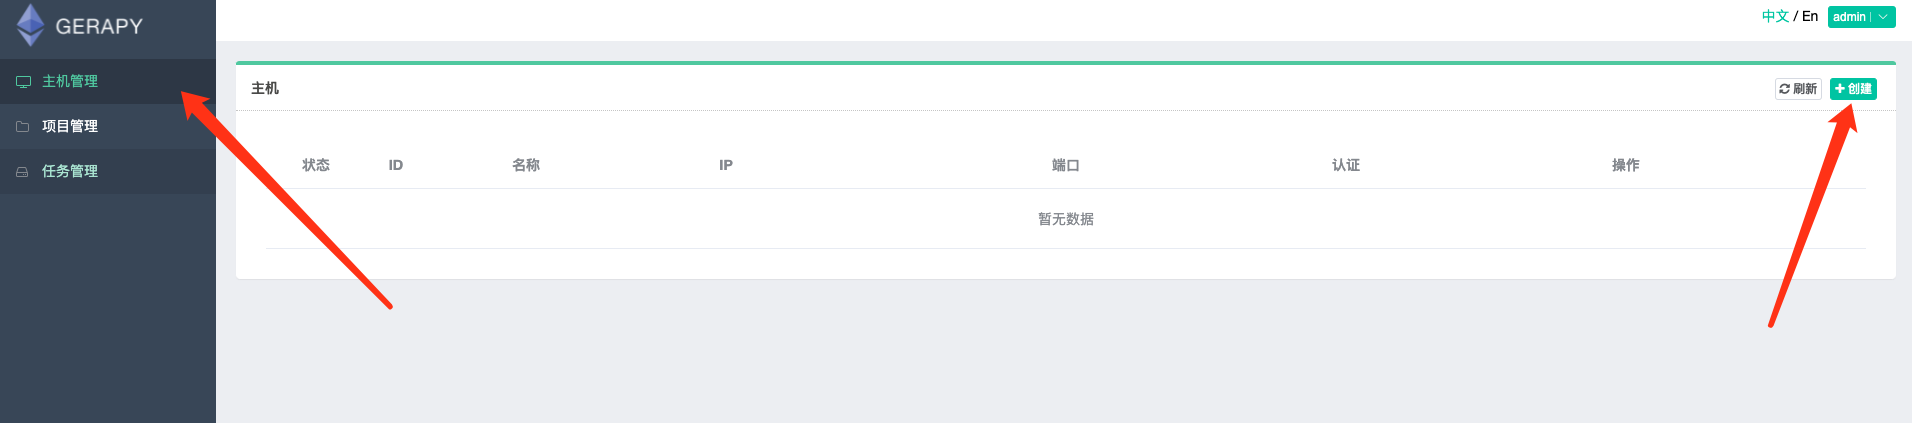 GERAPY
中文 / En admin
主机管理
项目管理
任务管理
主机 刷新 创建
状态 ID 名称 IP 端口 认证 操作
暂无数据